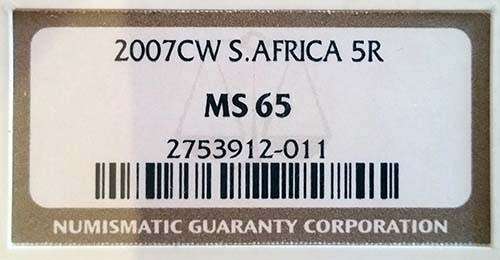 2007CW S.AFRICA 5R
MS 65
2753912-011
NUMISMATIC GUARANTY CORPORATION